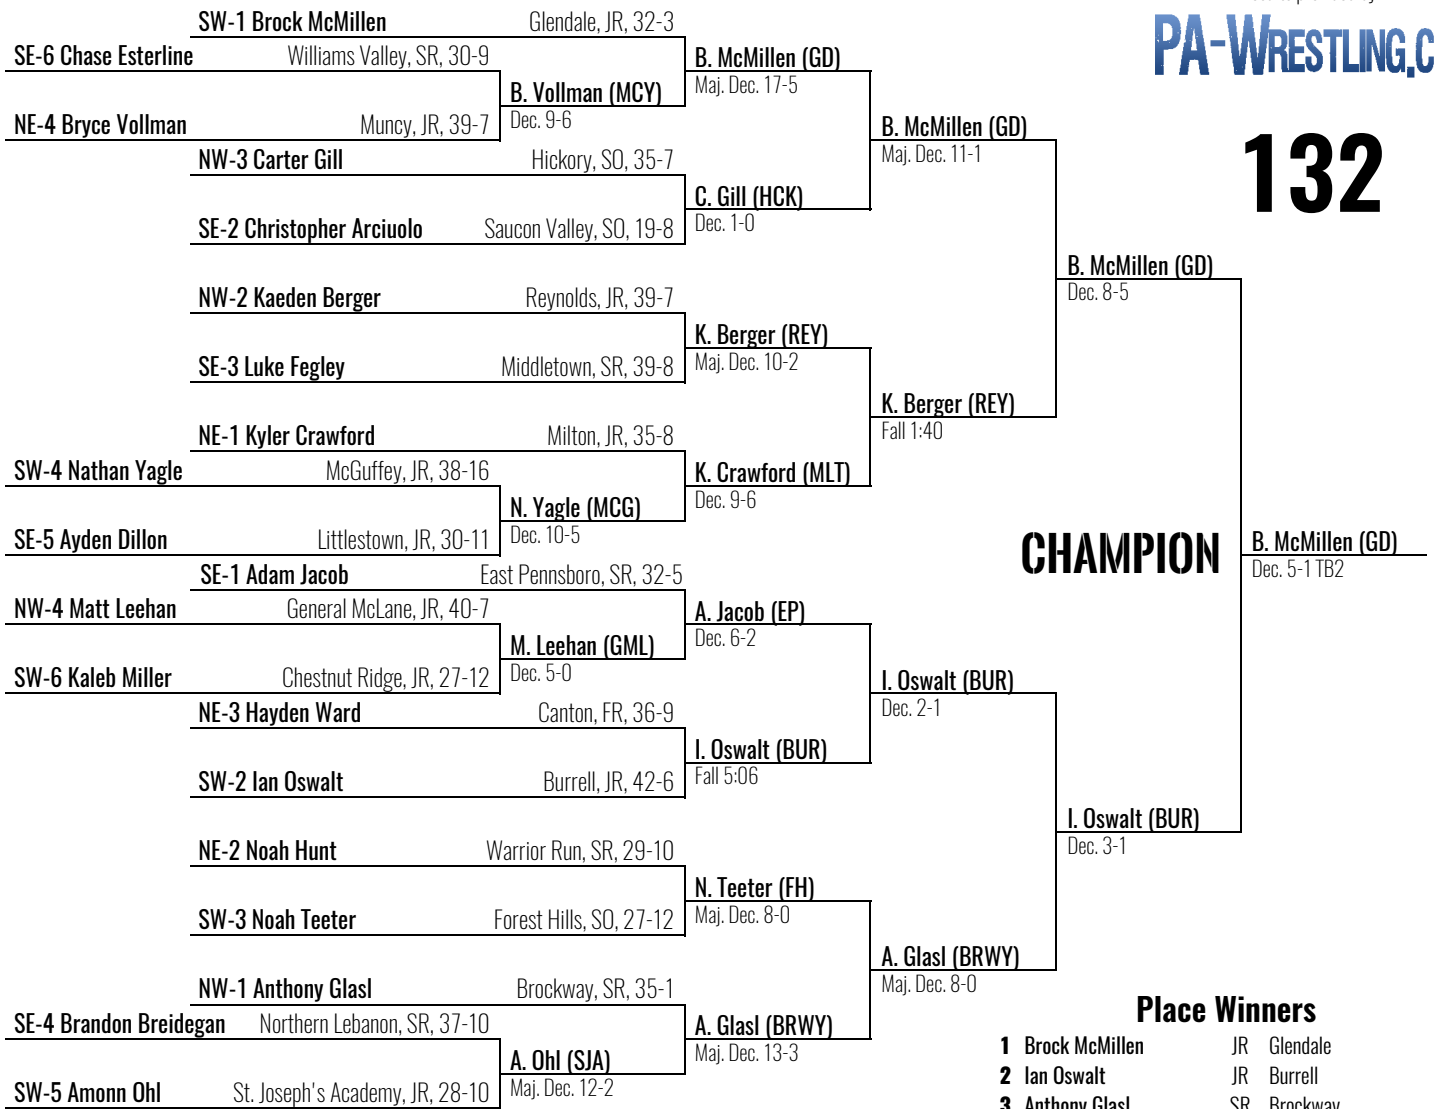 SW-1 Brock McMillen Glendale, JR, 32-3
SE-6 Chase Esterline Williams Valley, SR, 30-9
B. McMillen (GD)
Maj. Dec. 17-5
B. Vollman (MCY)
Dec. 9-6
NE-4 Bryce Vollman Muncy, JR, 39-7
B. McMillen (GD)
Maj. Dec. 11-1
NW-3 Carter Gill Hickory, SO, 35-7
C. Gill (HCK)
Dec. 1-0
SE-2 Christopher Arciuolo Saucon Valley, SO, 19-8
PA-WRESTLING.C
132
B. McMillen (GD)
Dec. 8-5
NW-2 Kaeden Berger Reynolds, JR, 39-7
K. Berger (REY)
Maj. Dec. 10-2
SE-3 Luke Fegley Middletown, SR, 39-8
K. Berger (REY)
Fall 1:40
NE-1 Kyler Crawford Milton, JR, 35-8
SW-4 Nathan Yagle McGuffey, JR, 38-16
K. Crawford (MLT)
Dec. 9-6
N. Yagle (MCG)
Dec. 10-5
SE-5 Ayden Dillon Littlestown, JR, 30-11
CHAMPION
B. McMillen (GD)
Dec. 5-1 TB2
SE-1 Adam Jacob East Pennsboro, SR, 32-5
NW-4 Matt Leehan General McLane, JR, 40-7
A. Jacob (EP)
Dec. 6-2
M. Leehan (GML)
Dec. 5-0
SW-6 Kaleb Miller Chestnut Ridge, JR, 27-12
I. Oswalt (BUR)
Dec. 2-1
NE-3 Hayden Ward Canton, FR, 36-9
I. Oswalt (BUR)
Fall 5:06
SW-2 Ian Oswalt Burrell, JR, 42-6
I. Oswalt (BUR)
Dec. 3-1
NE-2 Noah Hunt Warrior Run, SR, 29-10
N. Teeter (FH)
Maj. Dec. 8-0
SW-3 Noah Teeter Forest Hills, SO, 27-12
A. Glasl (BRWY)
Maj. Dec. 8-0
NW-1 Anthony Glasl Brockway, SR, 35-1
SE-4 Brandon Breidegan Northern Lebanon, SR, 37-10
A. Glasl (BRWY)
Maj. Dec. 13-3
A. Ohl (SJA)
Maj. Dec. 12-2
SW-5 Amonn Ohl St. Joseph's Academy, JR, 28-10
Place Winners
1 Brock McMillen JR Glendale
2 Ian Oswalt JR Burrell
3 Anthony Glasl SR Brockway